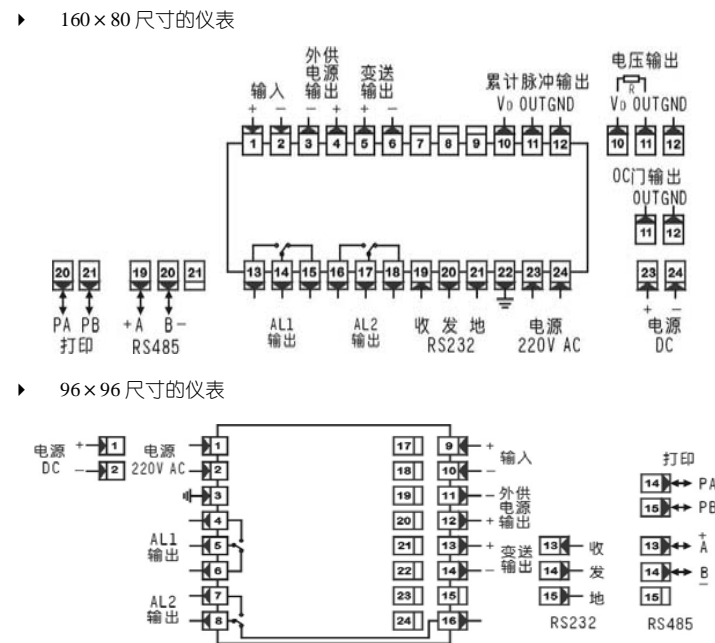 160×80 尺寸的仪表
外供
电源
输出
变送
输出
输入
+ − − + + −
累计脉冲输出
VD OUTGND
电压输出
R
VD OUTGND
1 2 3 4 5 6 7 8 9 10 11 12
10 11 12
OC门输出
OUTGND
11 12
20 21
19 20 21
13 14 15 16 17 18 19 20 21 22 23 24
23 24
PA PB
打印
+A B−
RS485
AL1
输出
AL2
输出
收 发 地
RS232
电源
220V AC
+ −
电源
DC
96×96 尺寸的仪表
电源
DC
+ 1
− 2
电源
220V AC
1
2
3
4
5
6
7
8
AL1
输出
AL2
输出
17
18
19
20
21
22
23
24
9 +
10 −
输入
11 −
12 +
外供
电源
输出
13 +
14 −
变送
输出
15
16
13 收
14 发
15 地
RS232
打印
14 PA
15 PB
13 + A
14 B −
15
RS485